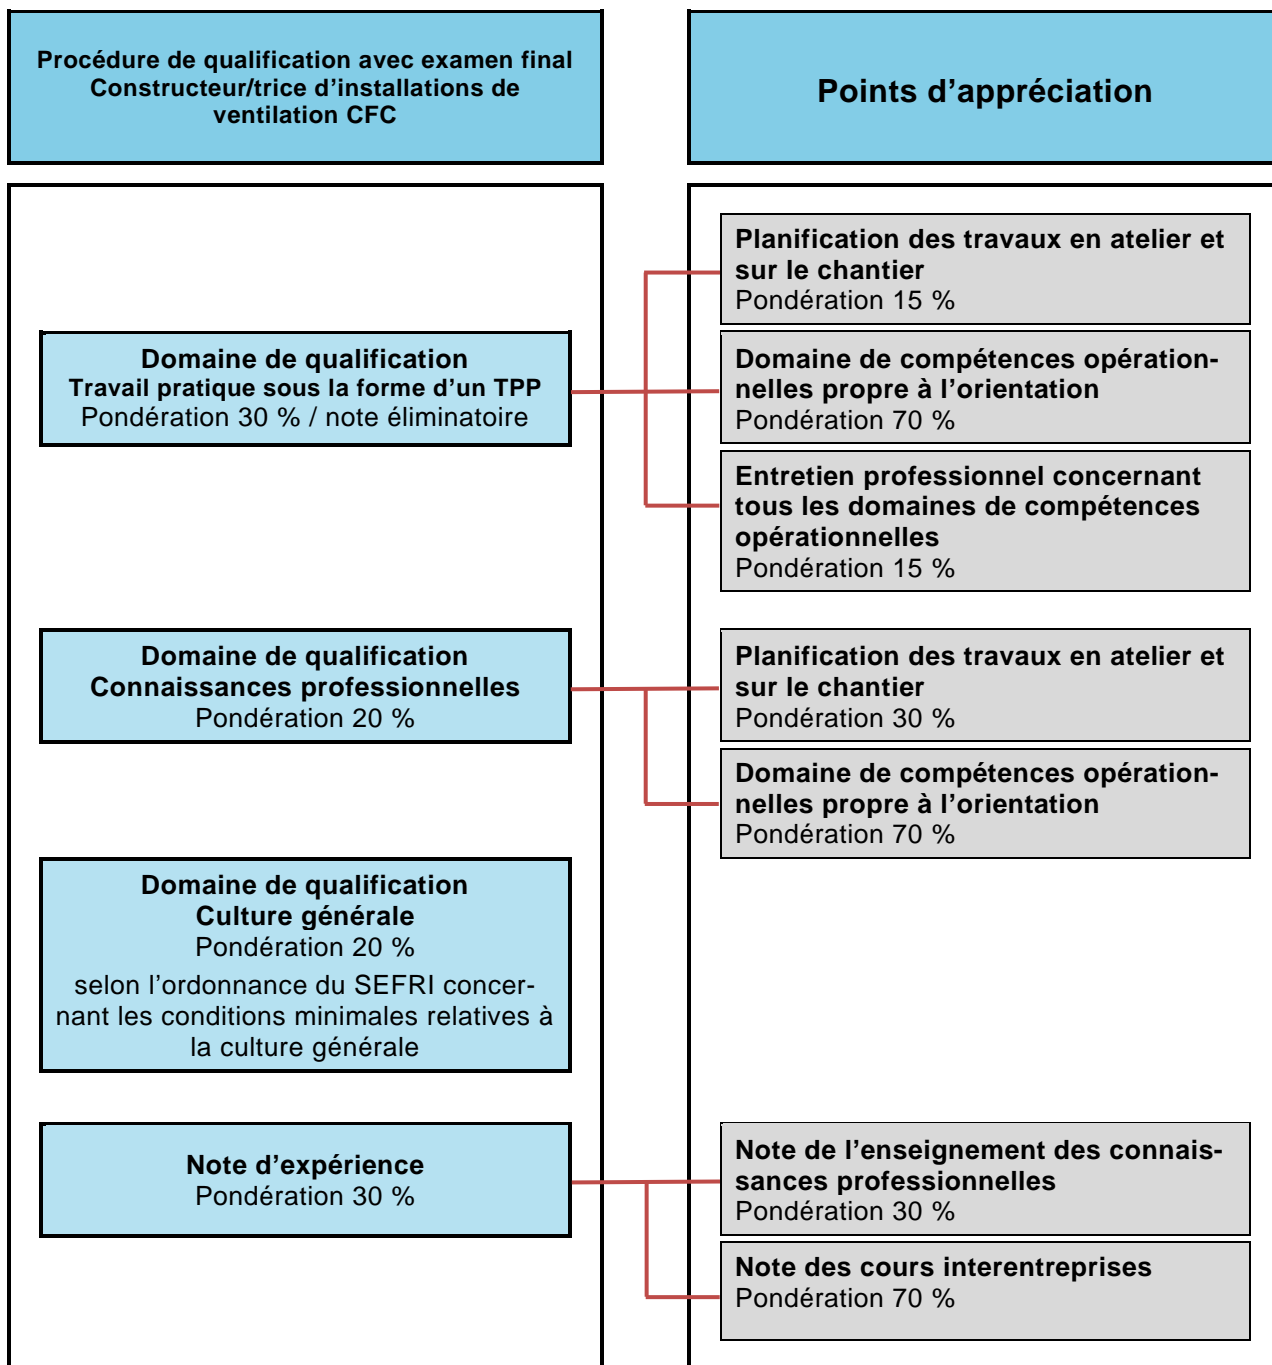 Procédure de qualification avec examen final
Constructeur/trice d’installations de
ventilation CFC
Points d’appréciation
Domaine de qualification
Travail pratique sous la forme d’un TPP
Pondération 30 % / note éliminatoire
Planification des travaux en atelier et
sur le chantier
Pondération 15 %
Domaine de compétences opération-
nelles propre à l’orientation
Pondération 70 %
Entretien professionnel concernant
tous les domaines de compétences
opérationnelles
Pondération 15 %
Domaine de qualification
Connaissances professionnelles
Pondération 20 %
Planification des travaux en atelier et
sur le chantier
Pondération 30 %
Domaine de compétences opération-
nelles propre à l’orientation
Pondération 70 %
Domaine de qualification
Culture générale
Pondération 20 %
selon l’ordonnance du SEFRI concer-
nant les conditions minimales relatives à
la culture générale
Note d’expérience
Pondération 30 %
Note de l’enseignement des connais-
sances professionnelles
Pondération 30 %
Note des cours interentreprises
Pondération 70 %